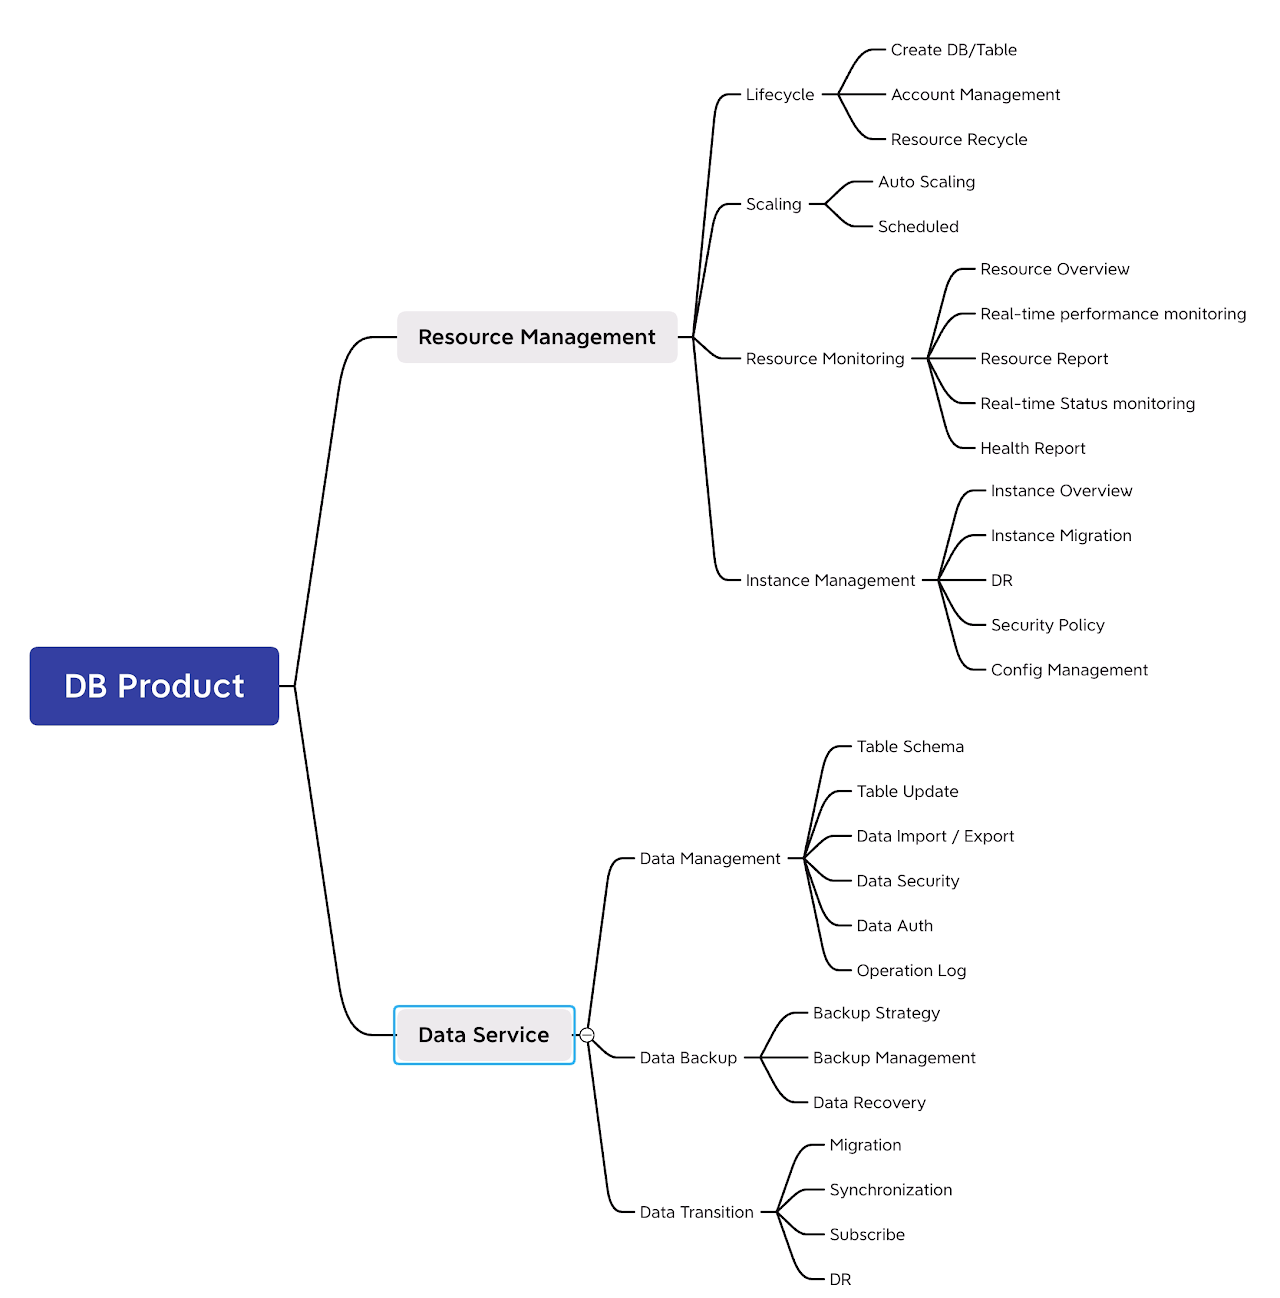 DB Product
Resource Management
Lifecycle
Create DB/Table
Account Management
Resource Recycle
Scaling
Auto Scaling
Scheduled
Resource Monitoring
Resource Overview
Real-time performance monitoring
Resource Report
Real-time Status monitoring
Health Report
Instance Management
Instance Overview
Instance Migration
DR
Security Policy
Config Management
Data Service
Data Management
Table Schema
Table Update
Data Import / Export
Data Security
Data Auth
Operation Log
Data Backup
Backup Strategy
Backup Management
Data Recovery
Data Transition
Migration
Synchronization
Subscribe
DR